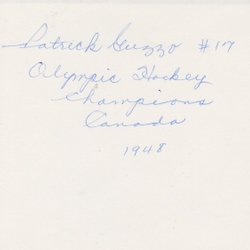 Patrick Guzzo #17
Olympic Hockey
Champions
Canada
1948